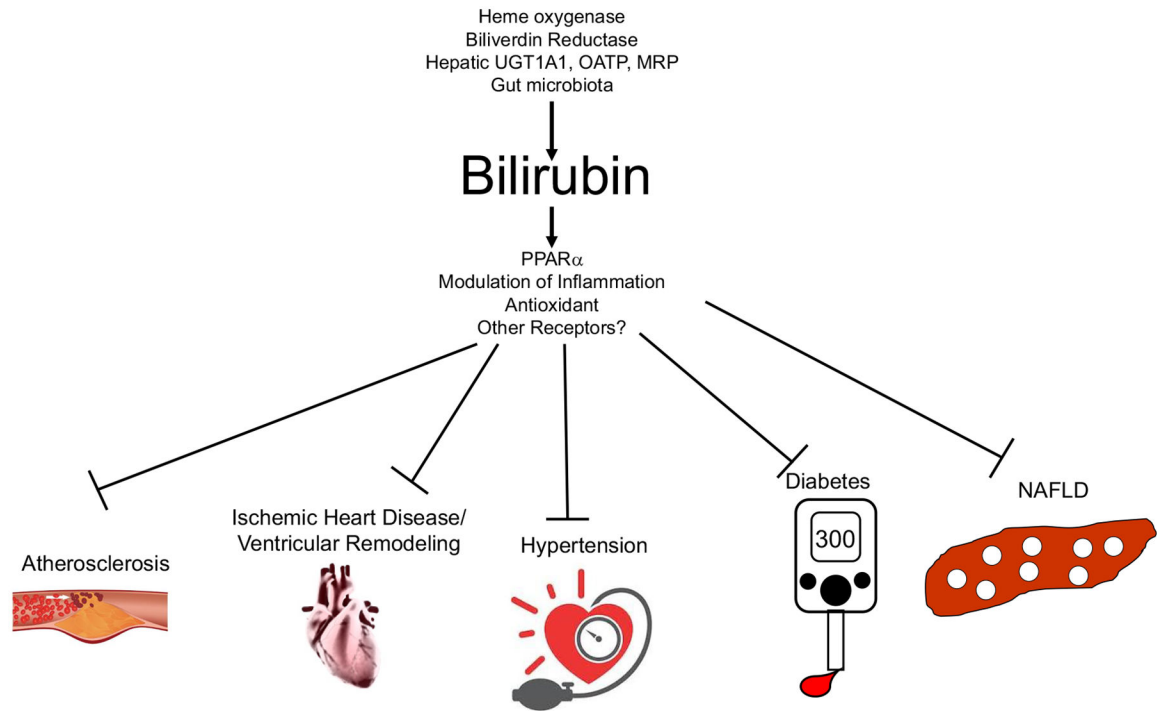 Heme oxygenase
Biliverdin Reductase
Hepatic UGT1A1, OATP, MRP
Gut microbiota
Bilirubin
PPARα
Modulation of Inflammation
Antioxidant
Other Receptors?
Atherosclerosis
Ischemic Heart Disease/
Ventricular Remodeling
Hypertension
Diabetes
300
NAFLD